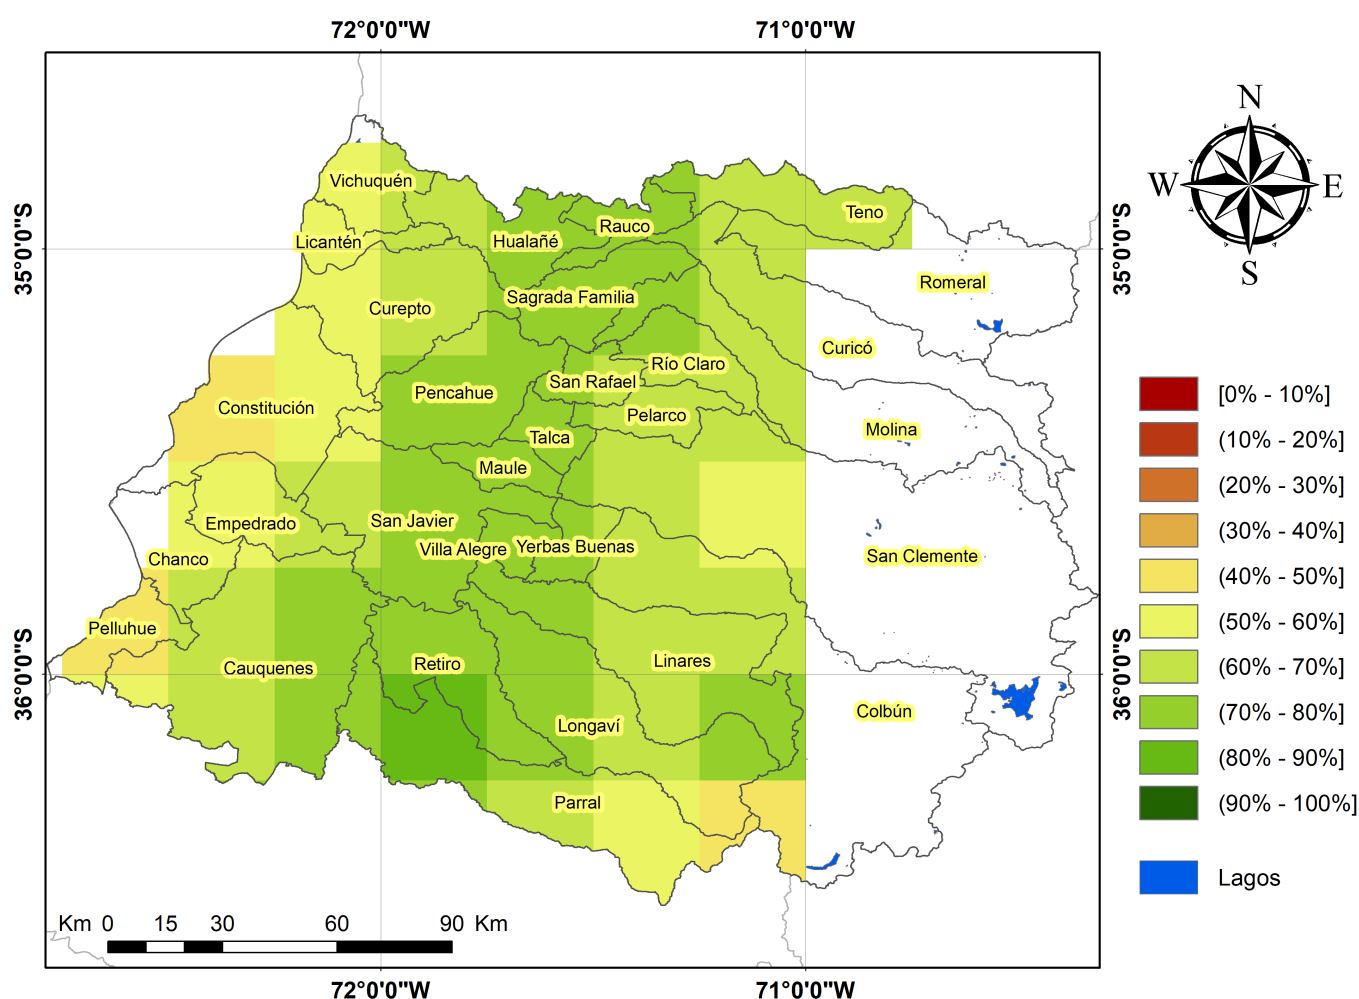 72°0'0"W
71°0'0"W
N
W
E
S
35°0'0"S
35°0'0"S
36°0'0"S
36°0'0"S
Vichuquén
Teno
Rauco
Licantén
Hualañé
Romeral
Sagrada Familia
Curepto
Curicó
Río Claro
San Rafael
Pencahue
Constitución
Pelarco
Molina
Talca
Maule
San Javier
Empedrado
Villa Alegre
Yerbas Buenas
San Clemente
Chanco
Pelluhue
Linares
Retiro
Cauquenes
Colbún
Longaví
Parral
[0% - 10%]
(10% - 20%]
(20% - 30%]
(30% - 40%]
(40% - 50%]
(50% - 60%]
(60% - 70%]
(70% - 80%]
(80% - 90%]
(90% - 100%]
Lagos
Km 0 15 30 60 90 Km
72°0'0"W
71°0'0"W